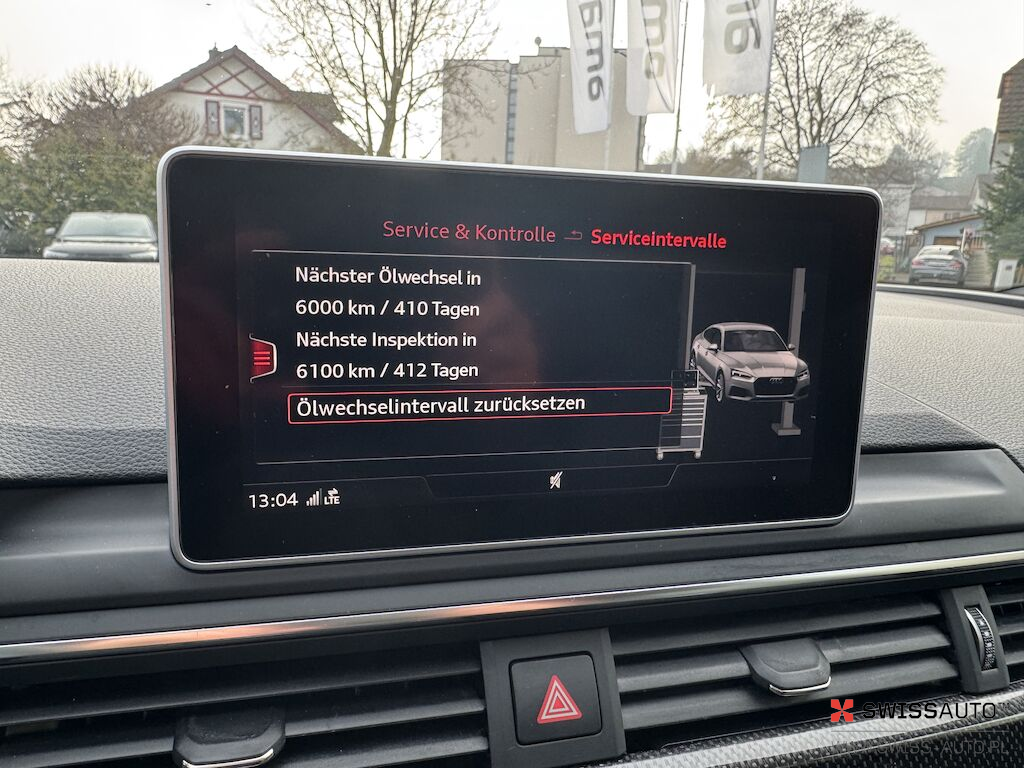 Service & Kontrolle Serviceintervalle
Nächster Ölwechsel in
6000 km / 410 Tagen
Nächste Inspektion in
6100 km / 412 Tagen
Ölwechselintervall zurücksetzen
13:04 LTE
SWISSAUTO